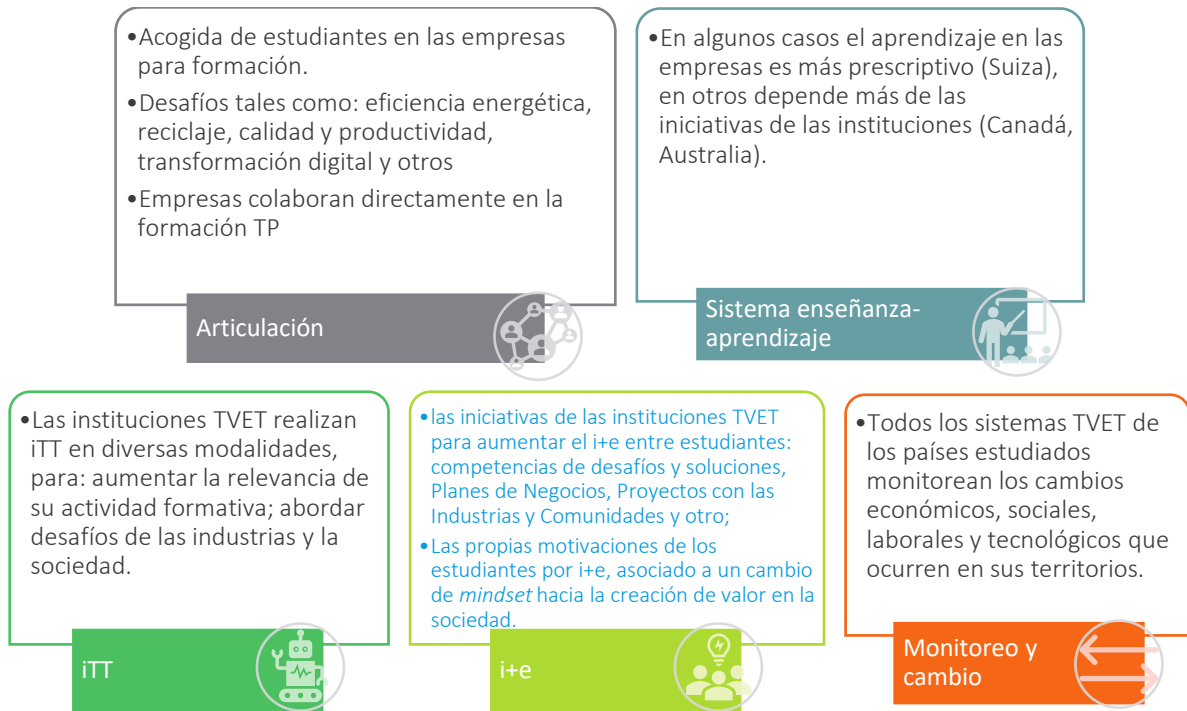 •Acogida de estudiantes en las empresas
para formación.
•Desafíos tales como: eficiencia energética,
reciclaje, calidad y productividad,
transformación digital y otros
•Empresas colaboran directamente en la
formación TP
Articulación
•En algunos casos el aprendizaje en las
empresas es más prescriptivo (Suiza),
en otros depende más de las
iniciativas de las instituciones (Canadá,
Australia).
Sistema enseñanza-
aprendizaje
•Las instituciones TVET realizan
iTT en diversas modalidades,
para: aumentar la relevancia de
su actividad formativa; abordar
desafíos de las industrias y la
sociedad.
iTT
•las iniciativas de las instituciones TVET
para aumentar el i+e entre estudiantes:
competencias de desafíos y soluciones,
Planes de Negocios, Proyectos con las
Industrias y Comunidades y otro;
•Las propias motivaciones de los
estudiantes por i+e, asociado a un cambio
de mindset hacia la creación de valor en la
sociedad.
i+e
•Todos los sistemas TVET de
los países estudiados
monitorean los cambios
económicos, sociales,
laborales y tecnológicos que
ocurren en sus territorios.
Monitoreo y
cambio